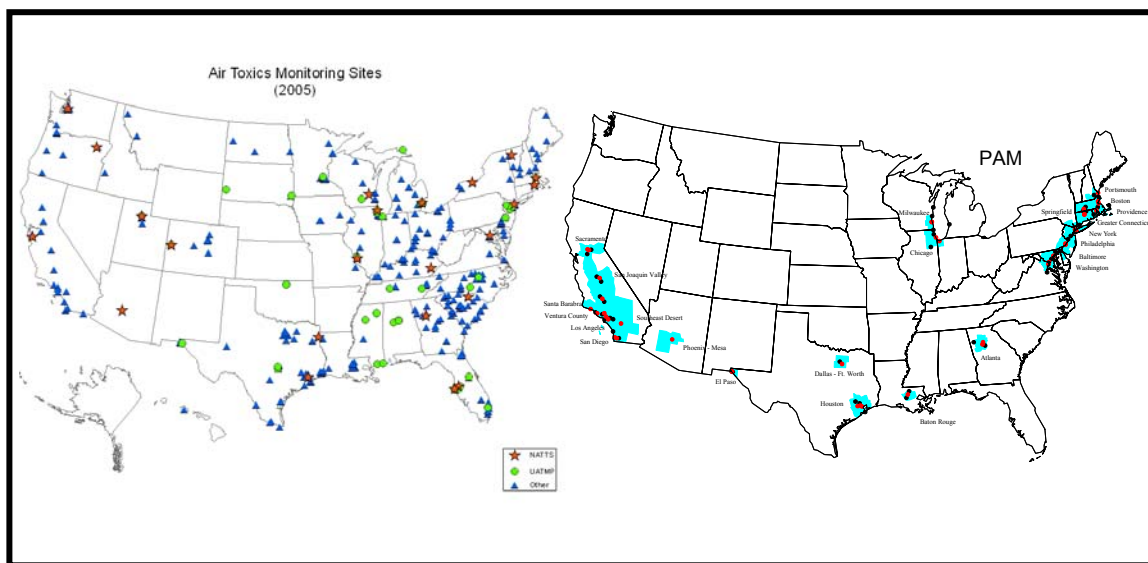 Air Toxics Monitoring Sites
(2005)
NATTS
UATMP
Other
PAM
Portsmouth
Boston
Springfield
Providence
Greater Connecticut
New York
Philadelphia
Baltimore
Washington
Milwaukee
Chicago
Sacramento
San Joaquin Valley
Santa Barabra
Ventura County
Southeast Desert
Los Angeles
San Diego
Phoenix - Mesa
El Paso
Dallas - Ft. Worth
Atlanta
Houston
Baton Rouge